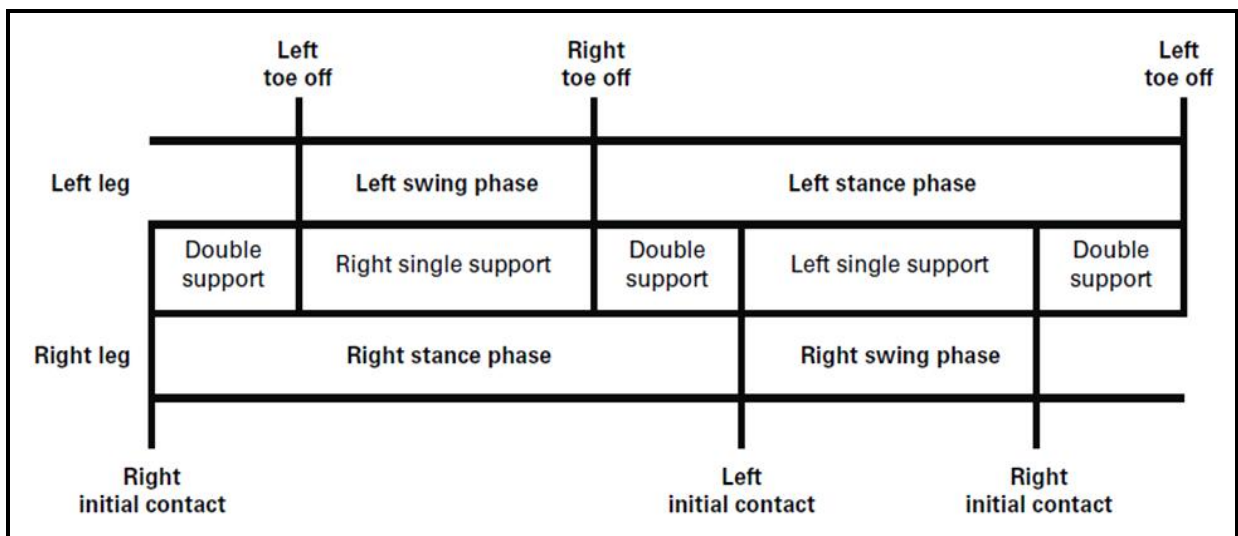 Left
toe off
Right
toe off
Left
toe off
Left leg
Left swing phase
Left stance phase
Double
support
Right single support
Double
support
Left single support
Double
support
Right leg
Right stance phase
Right swing phase
Right
initial contact
Left
initial contact
Right
initial contact